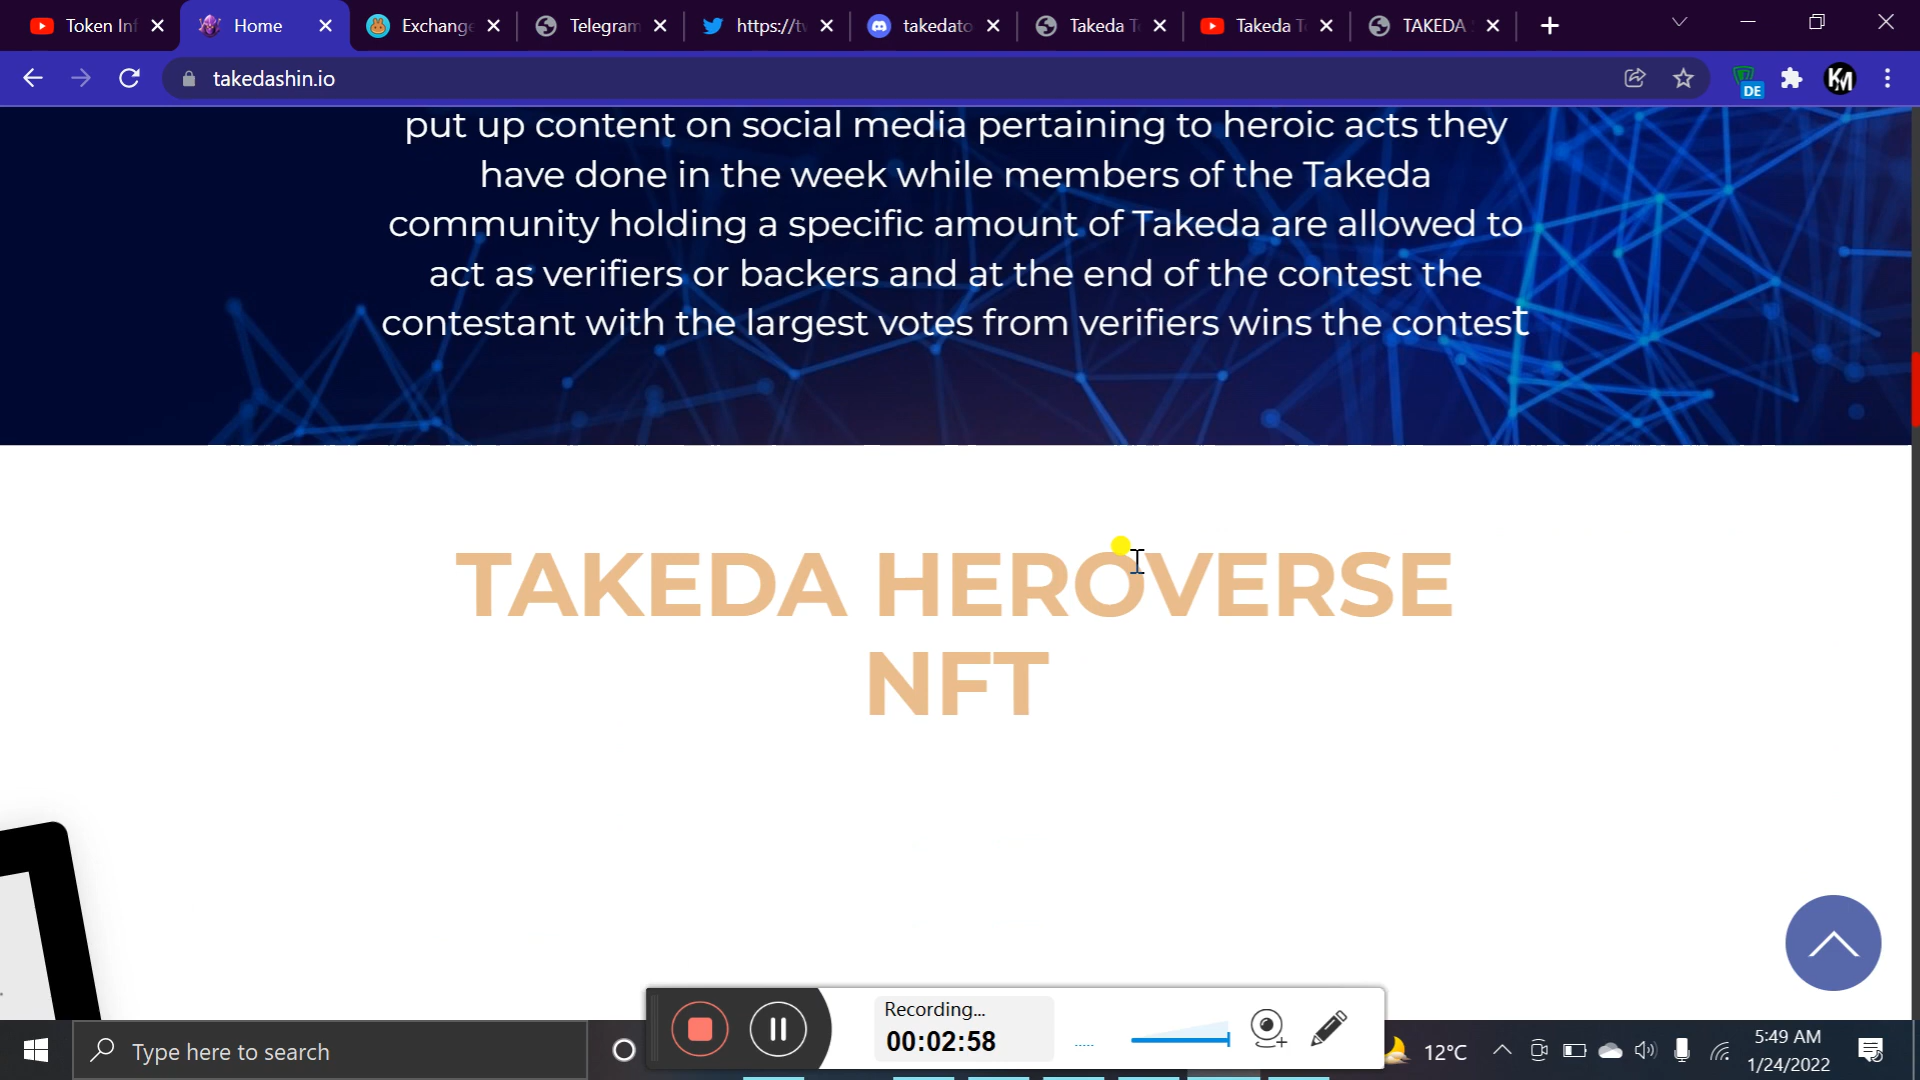 Token Inf
Home
Exchange
Telegram
https://tw
takedato
Takeda T
Takeda To
TAKEDA
takedashin.io
DE
KM
put up content on social media pertaining to heroic acts they
have done in the week while members of the Takeda
community holding a specific amount of Takeda are allowed to
act as verifiers or backers and at the end of the contest the
contestant with the largest votes from verifiers wins the contest
TAKEDA HEROVERSE
NFT
Recording...
00:02:58
Type here to search
12°C
5:49 AM
1/24/2022